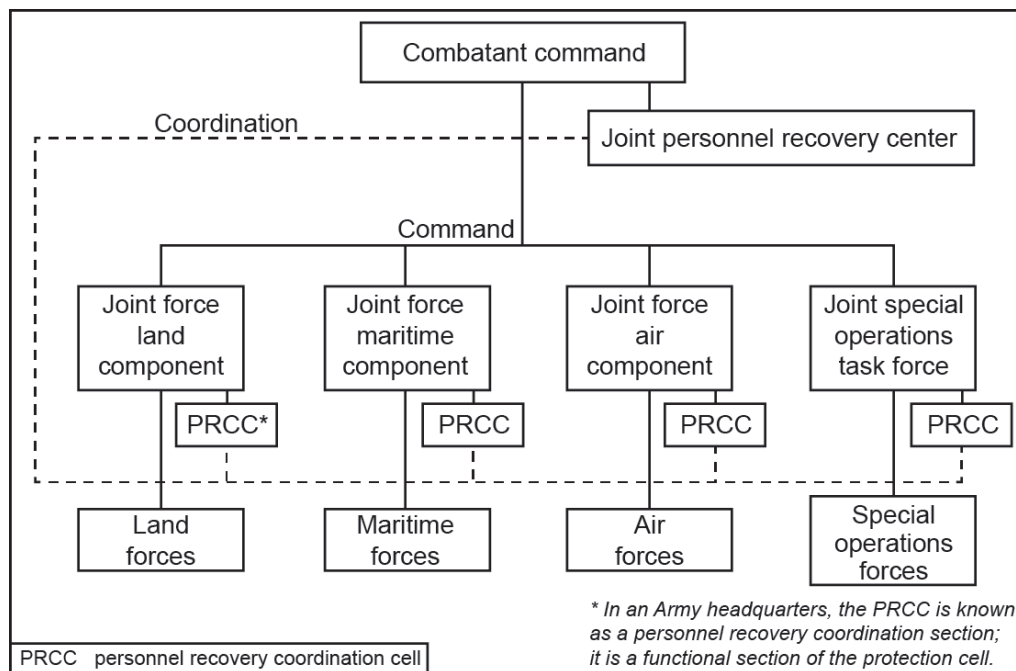 Combatant command
Coordination
Joint personnel recovery center
Command
Joint force
land
component
Joint force
maritime
component
Joint force
air
component
Joint special
operations
task force
PRCC*
PRCC
PRCC
PRCC
Land
forces
Maritime
forces
Air
forces
Special
operations
forces
* In an Army headquarters, the PRCC is known
as a personnel recovery coordination section;
it is a functional section of the protection cell.
PRCC personnel recovery coordination cell